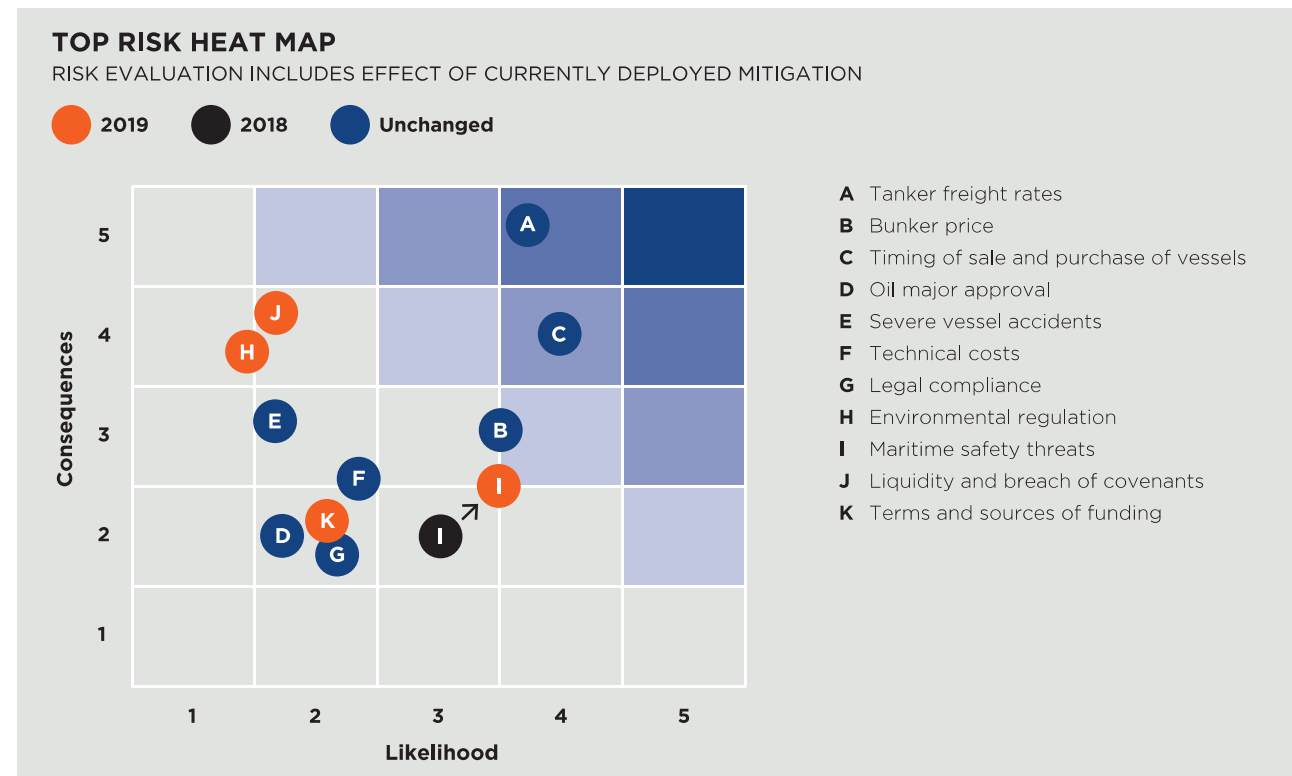 TOP RISK HEAT MAP
RISK EVALUATION INCLUDES EFFECT OF CURRENTLY DEPLOYED MITIGATION
2019 2018 Unchanged
5
4
3
2
1
Consequences
A
J
H
C
E
B
F
I
K
D
G
I
1 2 3 4 5
Likelihood
A Tanker freight rates
B Bunker price
C Timing of sale and purchase of vessels
D Oil major approval
E Severe vessel accidents
F Technical costs
G Legal compliance
H Environmental regulation
I Maritime safety threats
J Liquidity and breach of covenants
K Terms and sources of funding